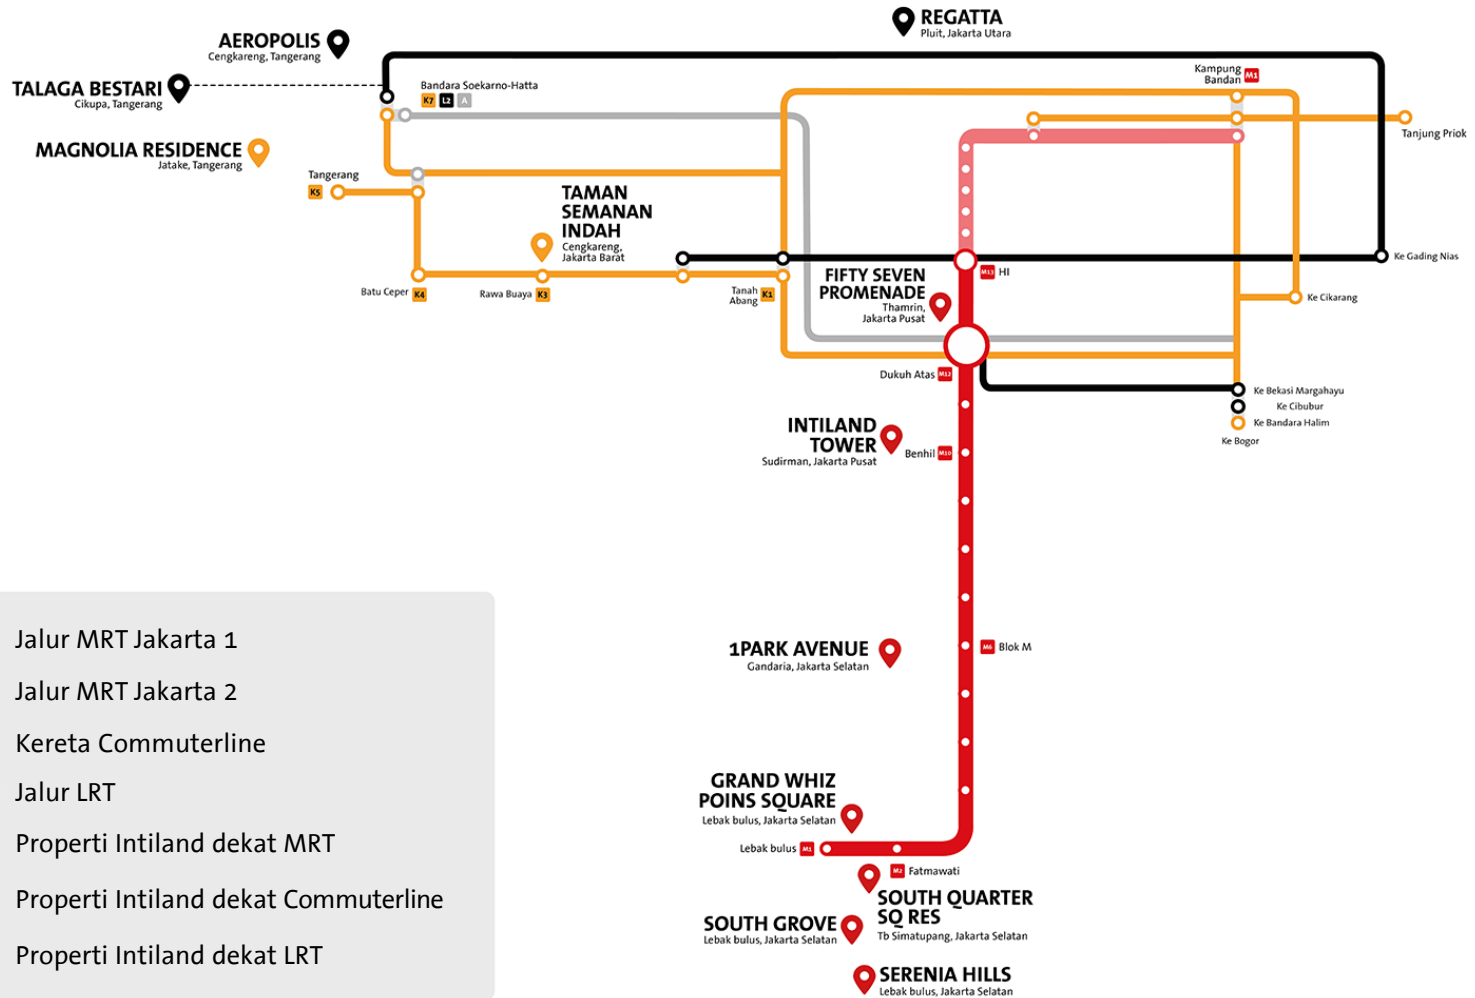 REGATTA
Pluit, Jakarta Utara
AEROPOLIS
Cengkareng, Tangerang
TALAGA BESTARI
Cikupa, Tangerang
Bandara Soekarno-Hatta
K7 L2 A
Kampung
Bandan M1
Tanjung Priok
MAGNOLIA RESIDENCE
Jatake, Tangerang
Tangerang
K5
TAMAN
SEMANAN
INDAH
Cengkareng,
Jakarta Barat
Ke Gading Nias
Batu Ceper K4
Rawa Buaya K3
Tanah
Abang K1
M13 HI
FIFTY SEVEN
PROMENADE
Thamrin,
Jakarta Pusat
Ke Cikarang
Dukuh Atas M12
Ke Bekasi Margahayu
Ke Cibubur
Ke Bandara Halim
Ke Bogor
INTILAND
TOWER
Sudirman, Jakarta Pusat
Benhil M10
1PARK AVENUE
Gandaria, Jakarta Selatan
M6 Blok M
GRAND WHIZ
POINS SQUARE
Lebak bulus, Jakarta Selatan
Lebak bulus M1
M2 Fatmawati
SOUTH QUARTER
SQ RES
Tb Simatupang, Jakarta Selatan
SOUTH GROVE
Lebak bulus, Jakarta Selatan
SERENIA HILLS
Lebak bulus, Jakarta Selatan
Jalur MRT Jakarta 1
Jalur MRT Jakarta 2
Kereta Commuterline
Jalur LRT
Properti Intiland dekat MRT
Properti Intiland dekat Commuterline
Properti Intiland dekat LRT